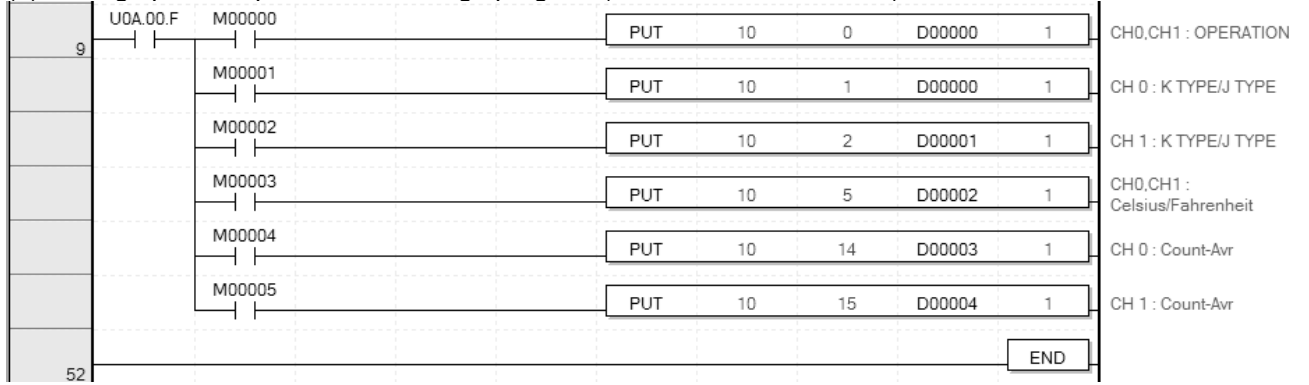 U0A.00.F M00000 PUT 10 0 D00000 1 CH0,CH1 : OPERATION
9
M00001 PUT 10 1 D00000 1 CH 0 : K TYPE/J TYPE
M00002 PUT 10 2 D00001 1 CH 1 : K TYPE/J TYPE
M00003 PUT 10 5 D00002 1 CH0,CH1 :
Celsius/Fahrenheit
M00004 PUT 10 14 D00003 1 CH 0 : Count-Avr
M00005 PUT 10 15 D00004 1 CH 1 : Count-Avr
END
52